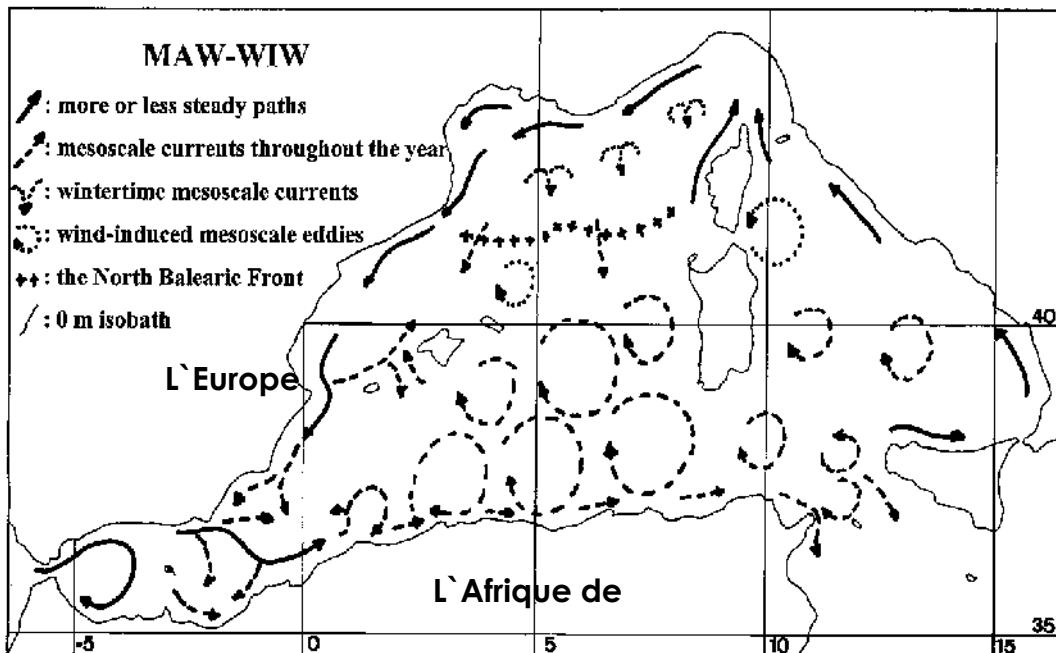 MAW-WIW
: more or less steady paths
: mesoscale currents throughout the year
: wintertime mesoscale currents
: wind-induced mesoscale eddies
: the North Balearic Front
: 0 m isobath
40
L`Europe
L`Afrique de
35
-5 0 5 10 15